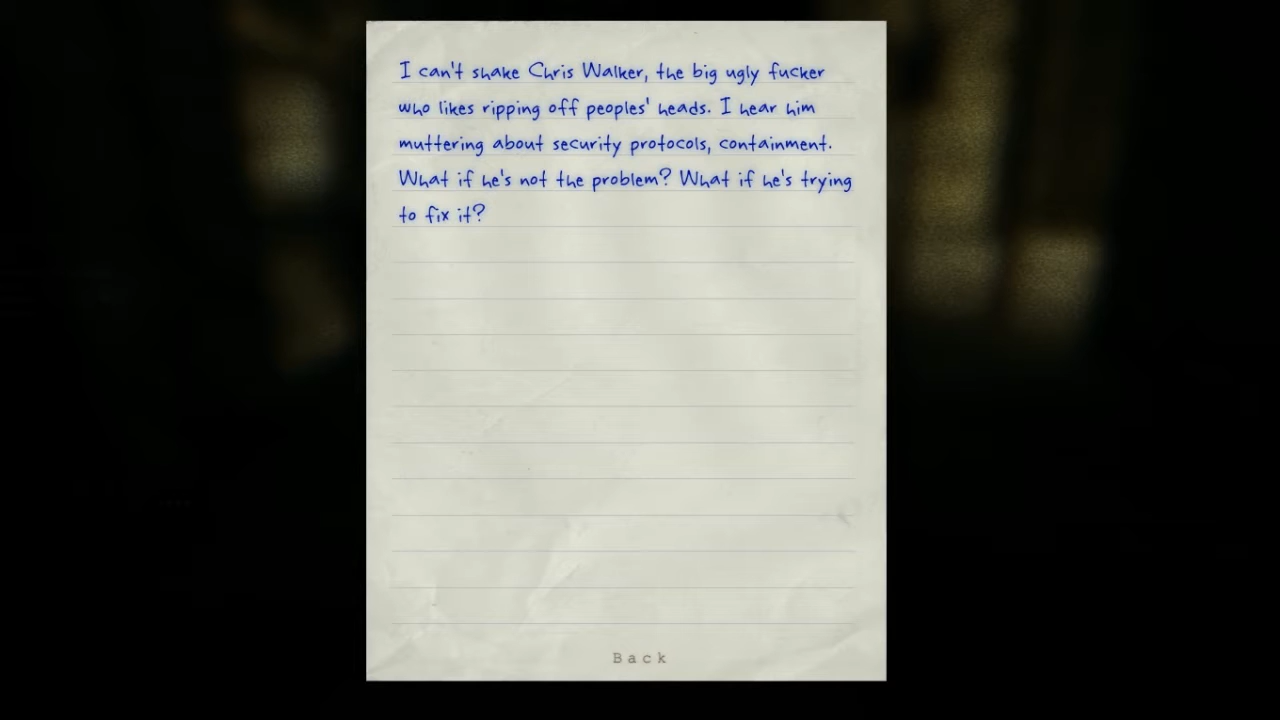 I can't shake Chris Walker, the big ugly fucker
who likes ripping off peoples' heads. I hear him
muttering about security protocols, containment.
What if he's not the problem? What if he's trying
to fix it?
Back